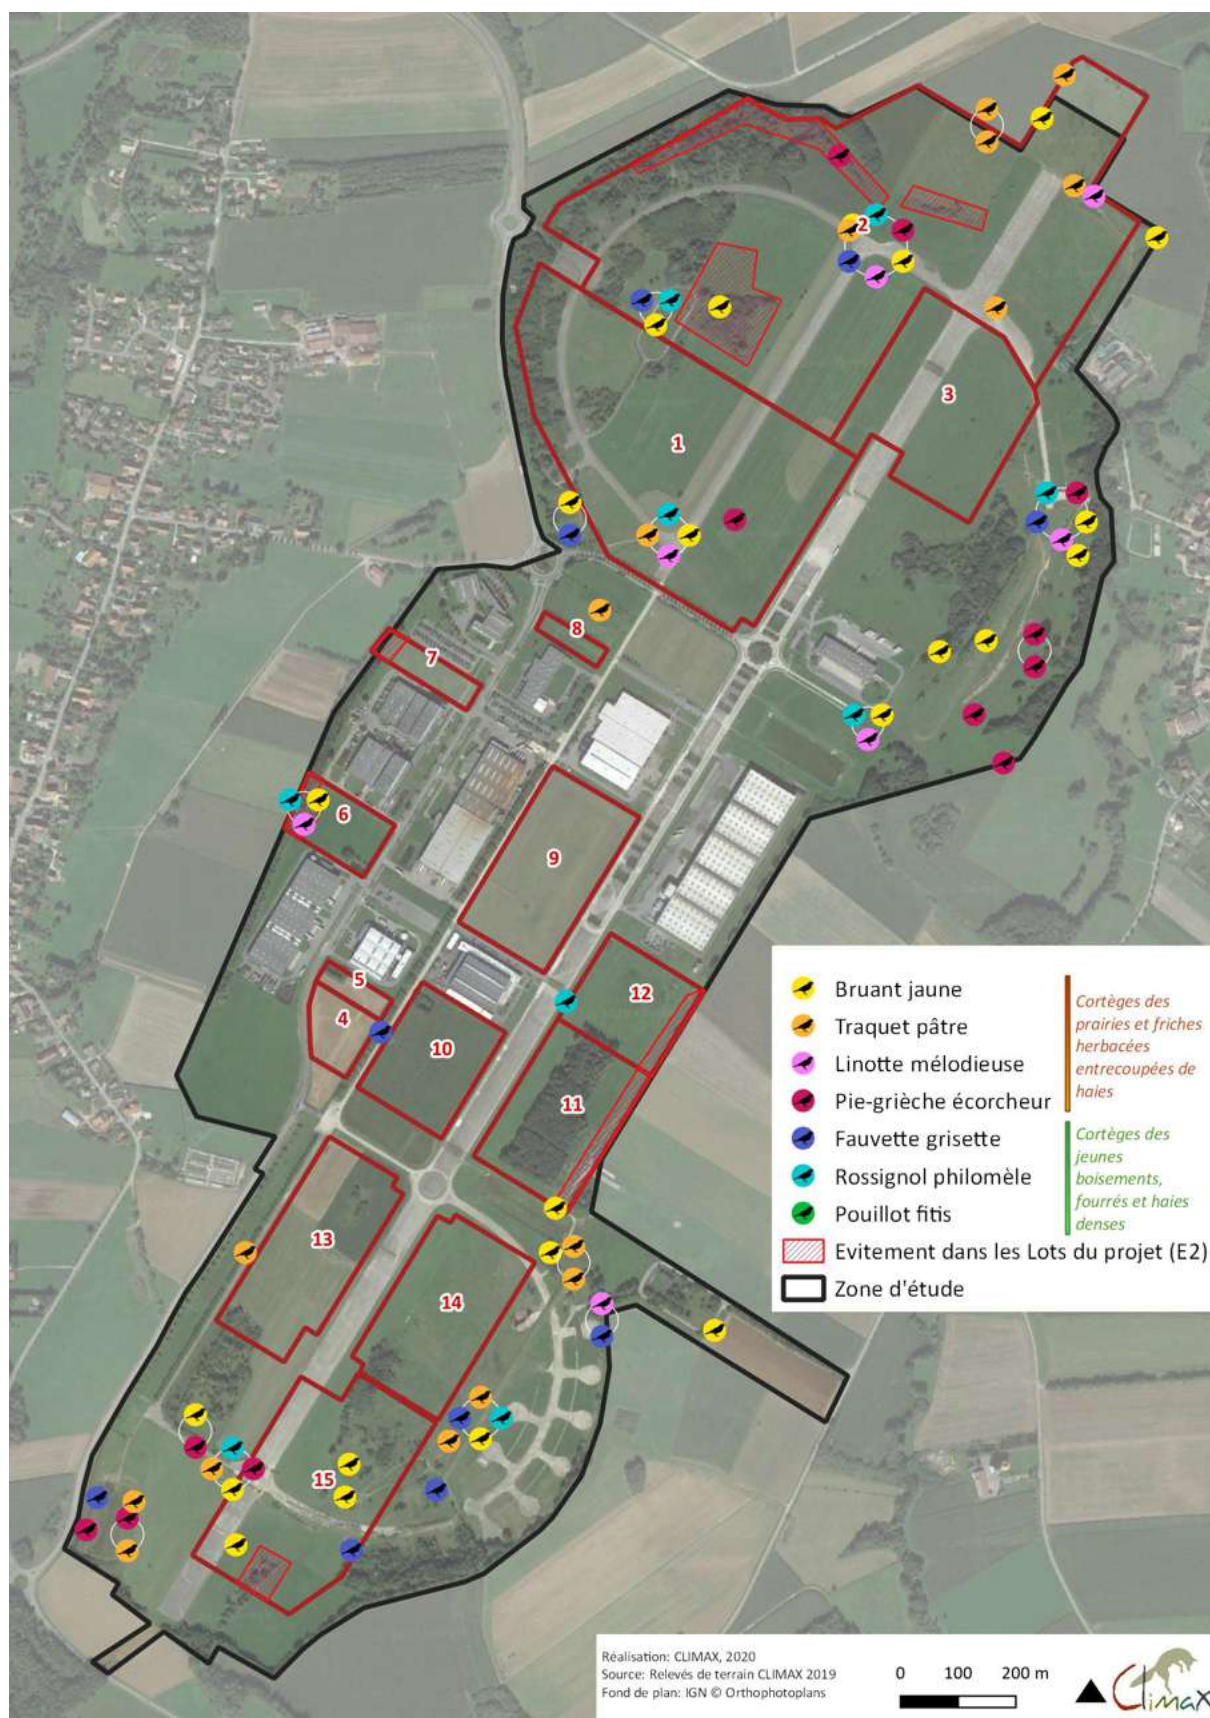 2
3
1
8
7
6
9
5
12
4
10
11
13
14
15
Bruant jaune
Traquet pâtre
Linotte mélodieuse
Pie-grièche écorcheur
Fauvette grisette
Rossignol philomèle
Pouillot fitis
Evitement dans les Lots du projet (E2)
Zone d'étude
Cortèges des
prairies et friches
herbacées
entrecoupées de
haies
Cortèges des
jeunes
boisements,
fourrés et haies
denses
Réalisation: CLIMAX, 2020
Source: Relevés de terrain CLIMAX 2019
Fond de plan: IGN © Orthophotoplans
0 100 200 m
Climax